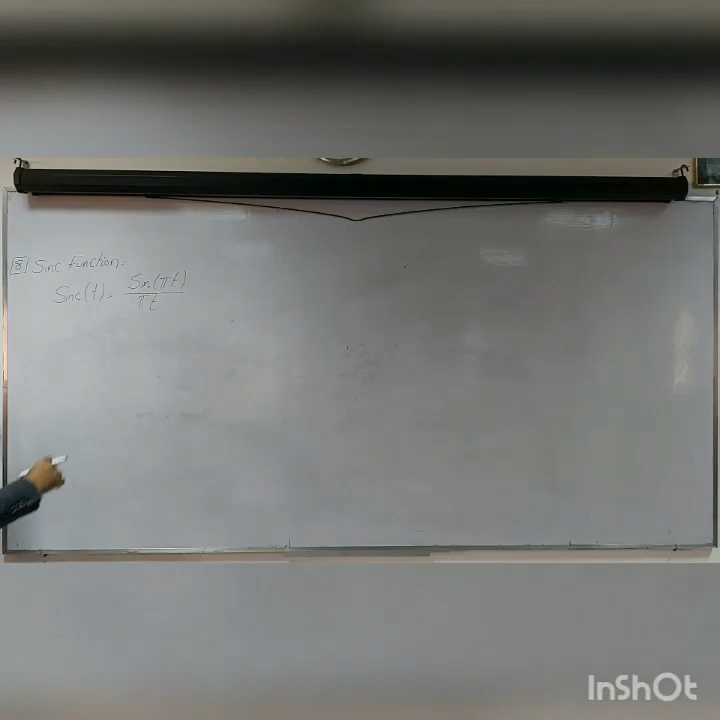 [8] Sinc Function:
Sinc(t) = Sin(πt)
πt
InShOt